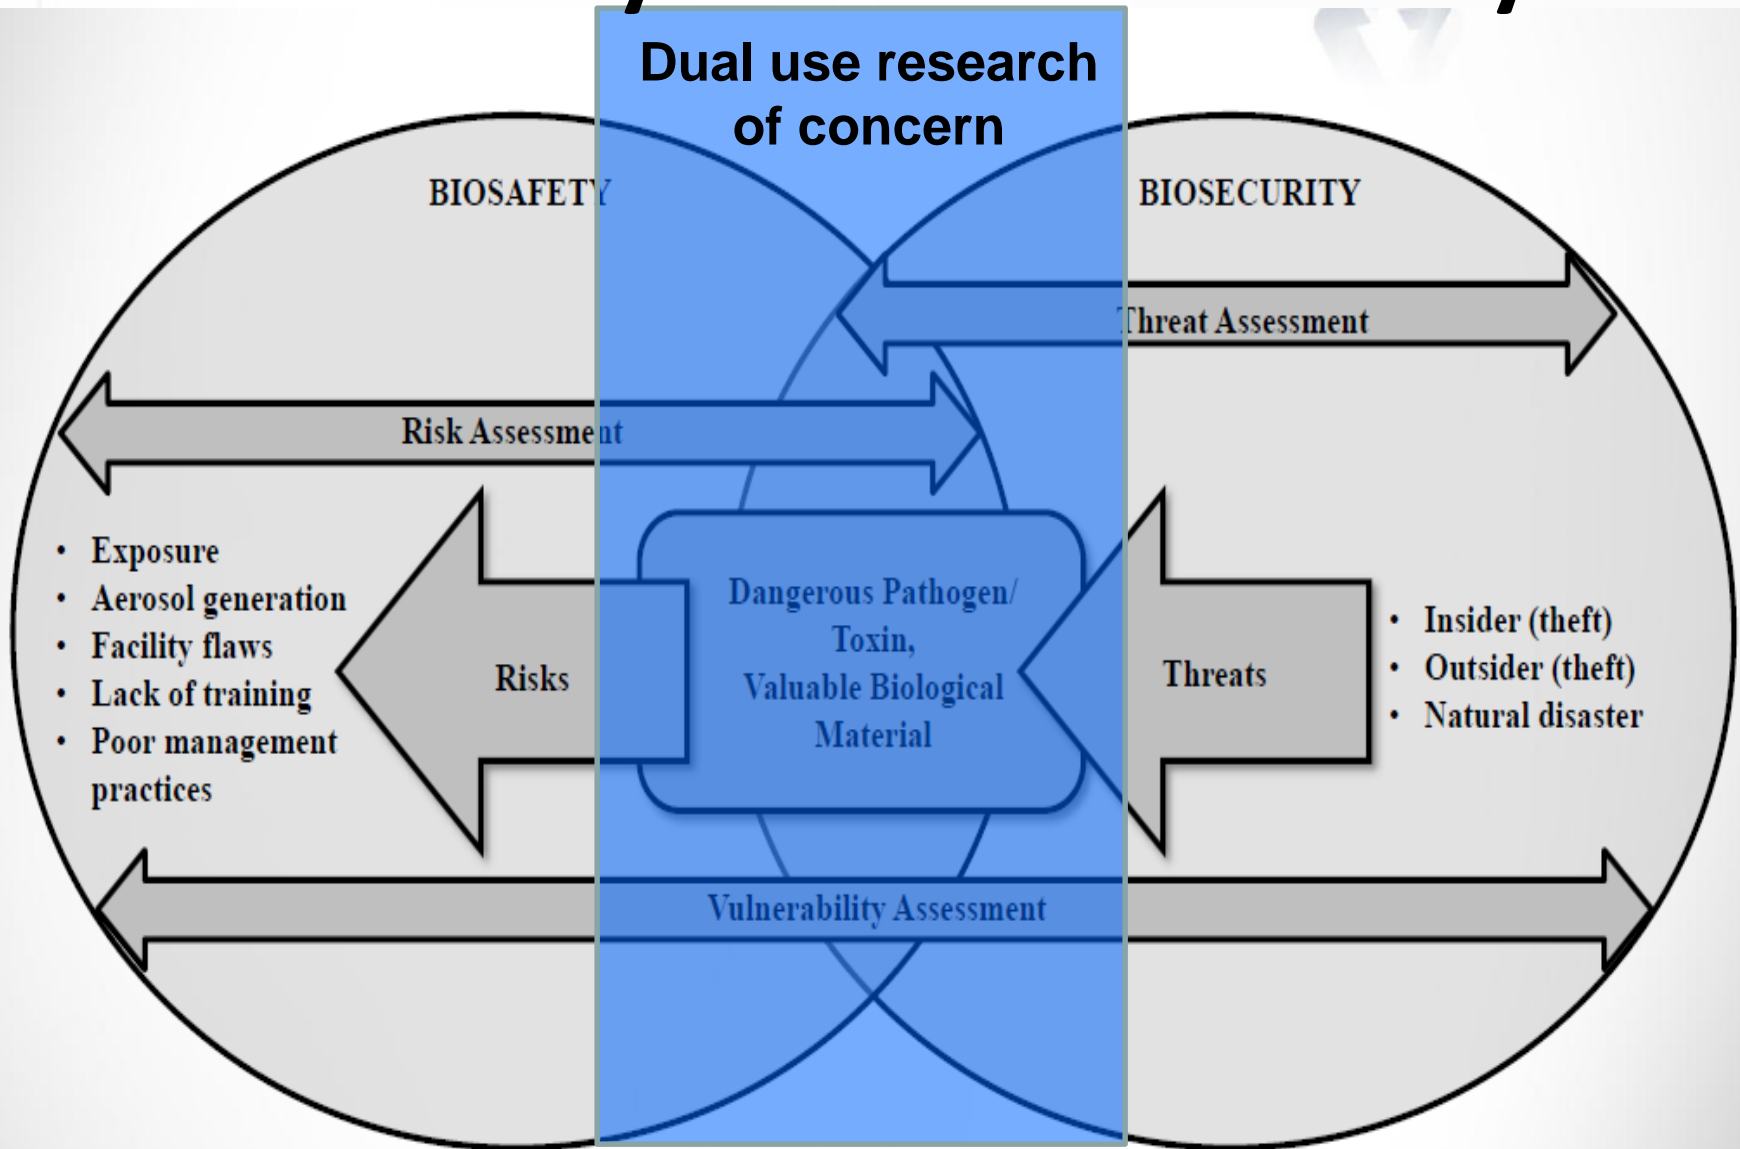 Dual use research
of concern
BIOSAFETY
BIOSECURITY
Threat Assessment
Risk Assessment
• Exposure
• Aerosol generation
• Facility flaws
• Lack of training
• Poor management
practices
Risks
Dangerous Pathogen/
Toxin,
Valuable Biological
Material
Threats
• Insider (theft)
• Outsider (theft)
• Natural disaster
Vulnerability Assessment